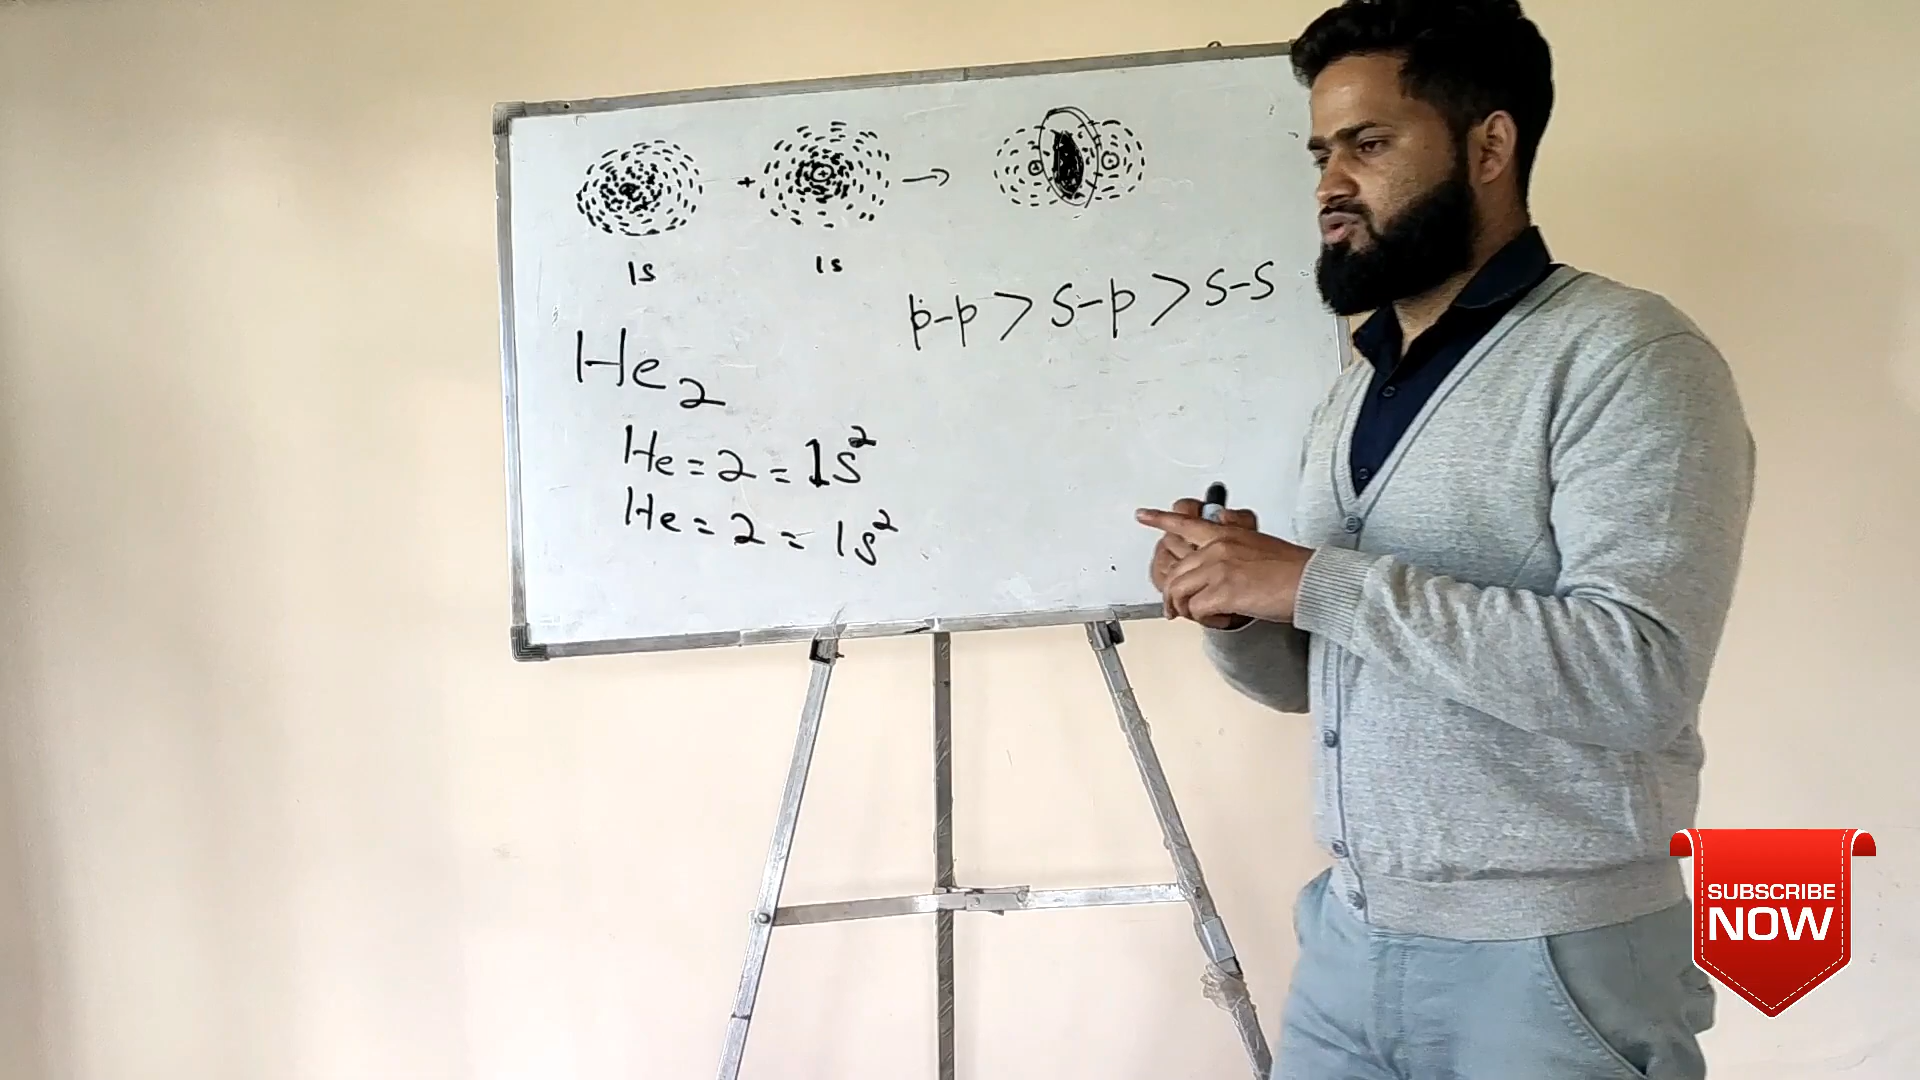 + →
1s 1s
p-p > s-p > s-s
He₂
He = 2 = 1s²
He = 2 = 1s²
SUBSCRIBE
NOW